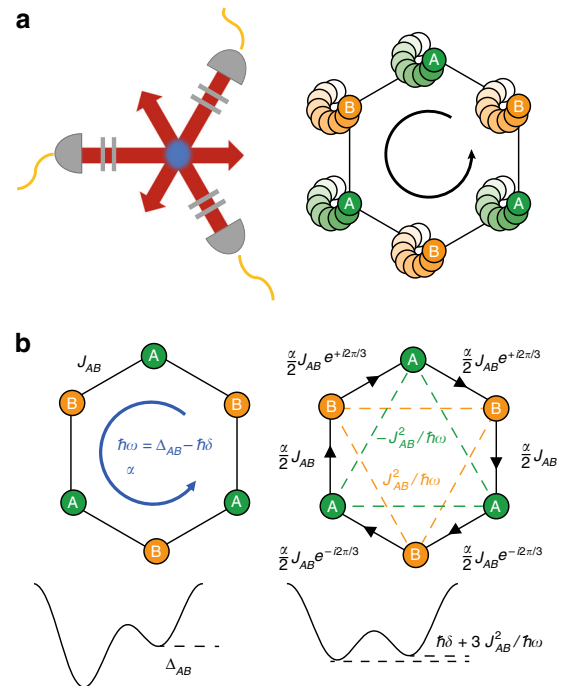 a
A
B
B
B
A
A
B
b
J_AB
A
B
B
ħω = Δ_AB − ħδ
α
A
A
B
α/2 J_AB e^{+i2π/3}
α/2 J_AB e^{+i2π/3}
A
B
B
−J²_AB/ħω
α/2 J_AB
α/2 J_AB
J²_AB/ħω
A
A
α/2 J_AB e^{−i2π/3}
B
α/2 J_AB e^{−i2π/3}
Δ_AB
ħδ + 3 J²_AB/ħω